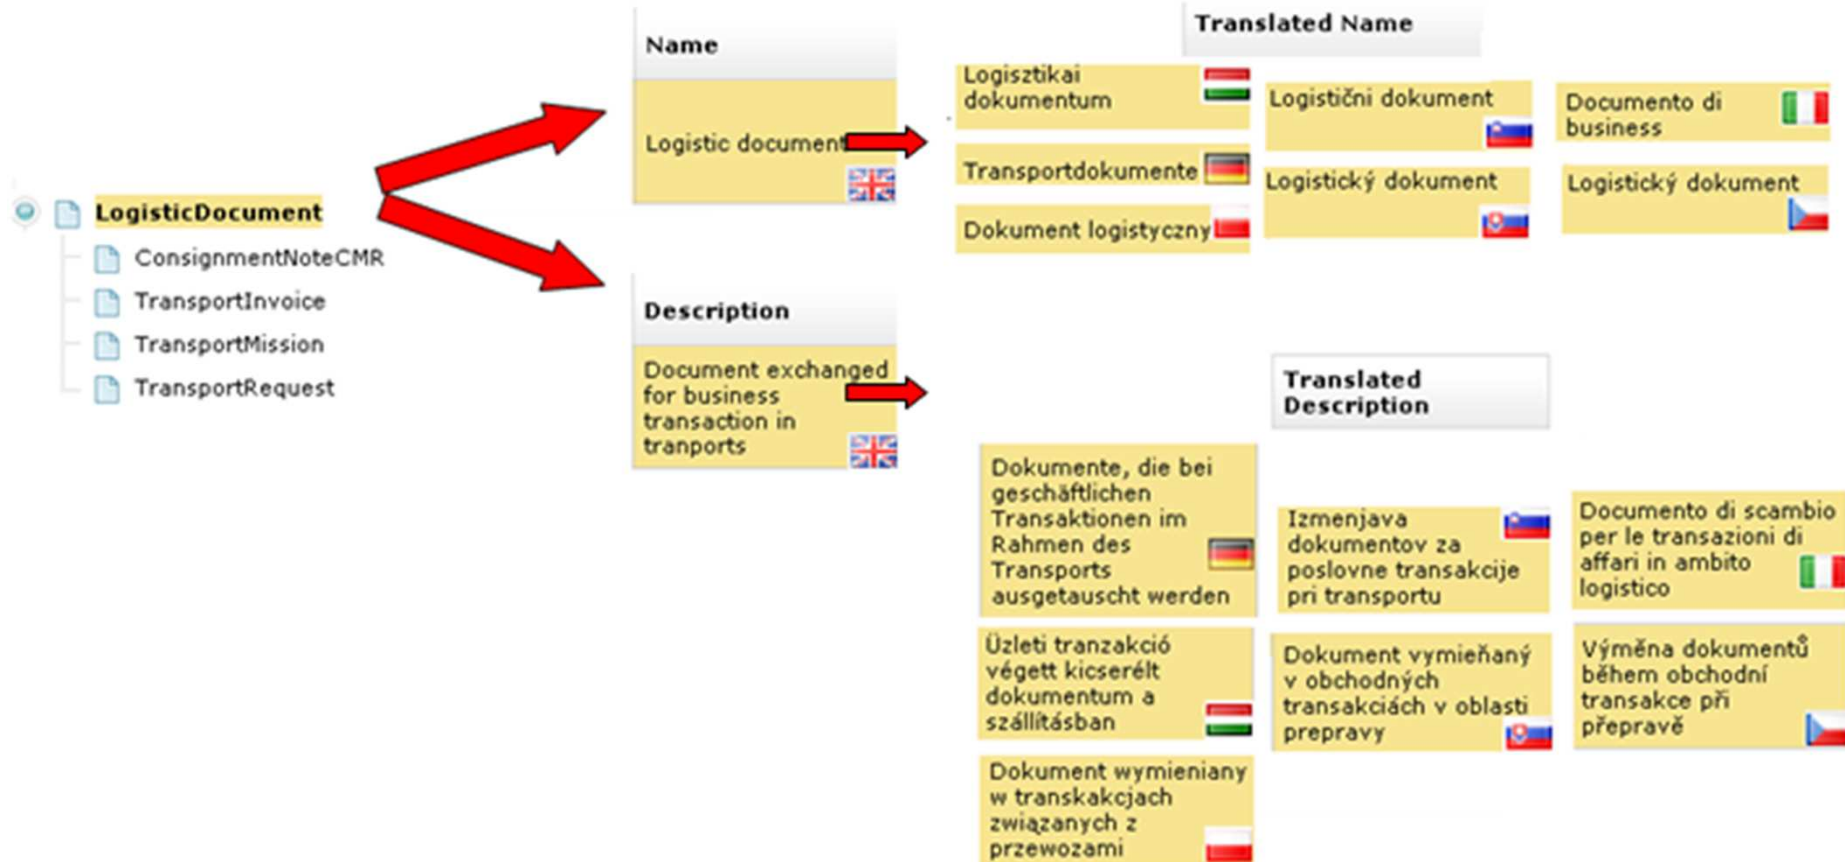 LogisticDocument
ConsignmentNoteCMR
TransportInvoice
TransportMission
TransportRequest
Name
Logistic document
Description
Document exchanged
for business
transaction in
tranports
Translated Name
Logisztikai
dokumentum
Transportdokumente
Dokument logistyczny
Logistični dokument
Logistický dokument
Documento di
business
Logistický dokument
Translated
Description
Dokumente, die bei
geschäftlichen
Transaktionen im
Rahmen des
Transports
ausgetauscht werden
Üzleti tranzakció
végett kicserélt
dokumentum a
szállításban
Dokument wymieniany
w transkakcjach
związanych z
przewozami
Izmenjava
dokumentov za
poslovne transakcije
pri transportu
Dokument vymieňaný
v obchodných
transakciách v oblasti
prepravy
Documento di scambio
per le transazioni di
affari in ambito
logistico
Výměna dokumentů
během obchodní
transakce při
přepravě